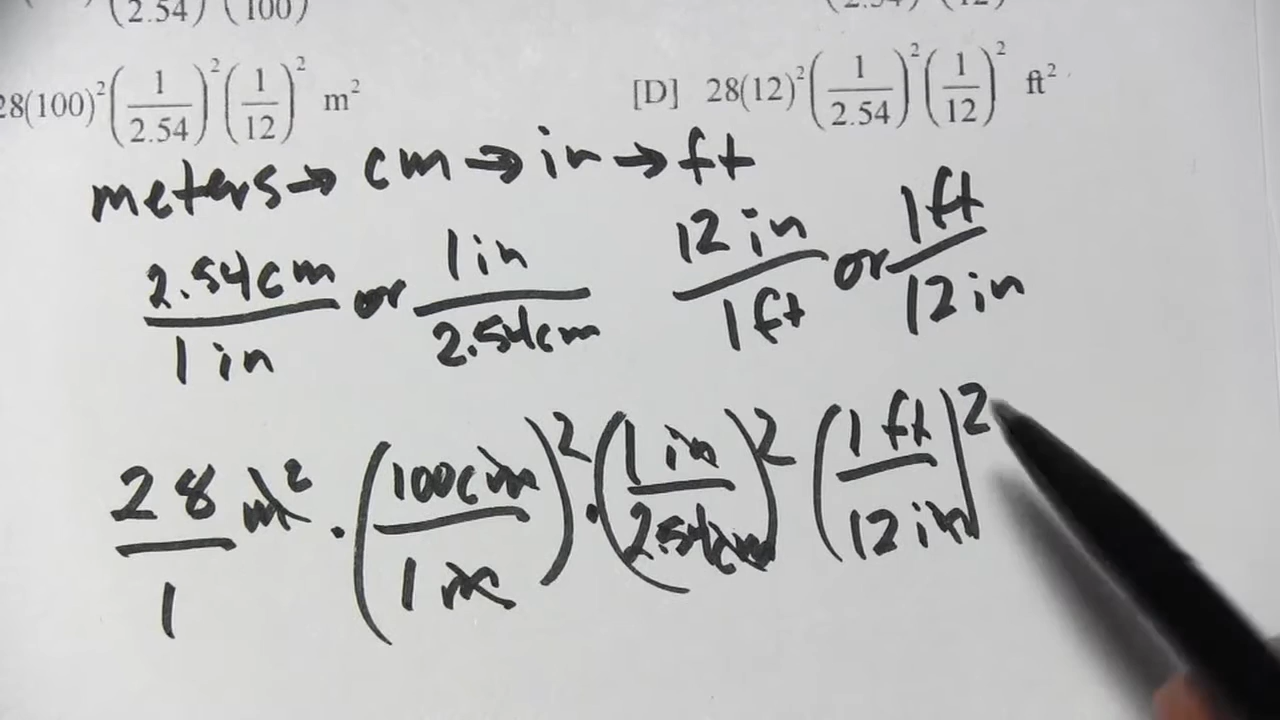 (2.54) (100)
28(100)²(1/2.54)²(1/12)² m² [D] 28(12)²(1/2.54)²(1/12)² ft²
meters → cm → in → ft
2.54cm/1 in or 1 in/2.54cm 12 in/1 ft or 1 ft/12 in
28/1 m² · (100cm/1 m)² · (1 in/2.54cm)² (1 ft/12 in)²